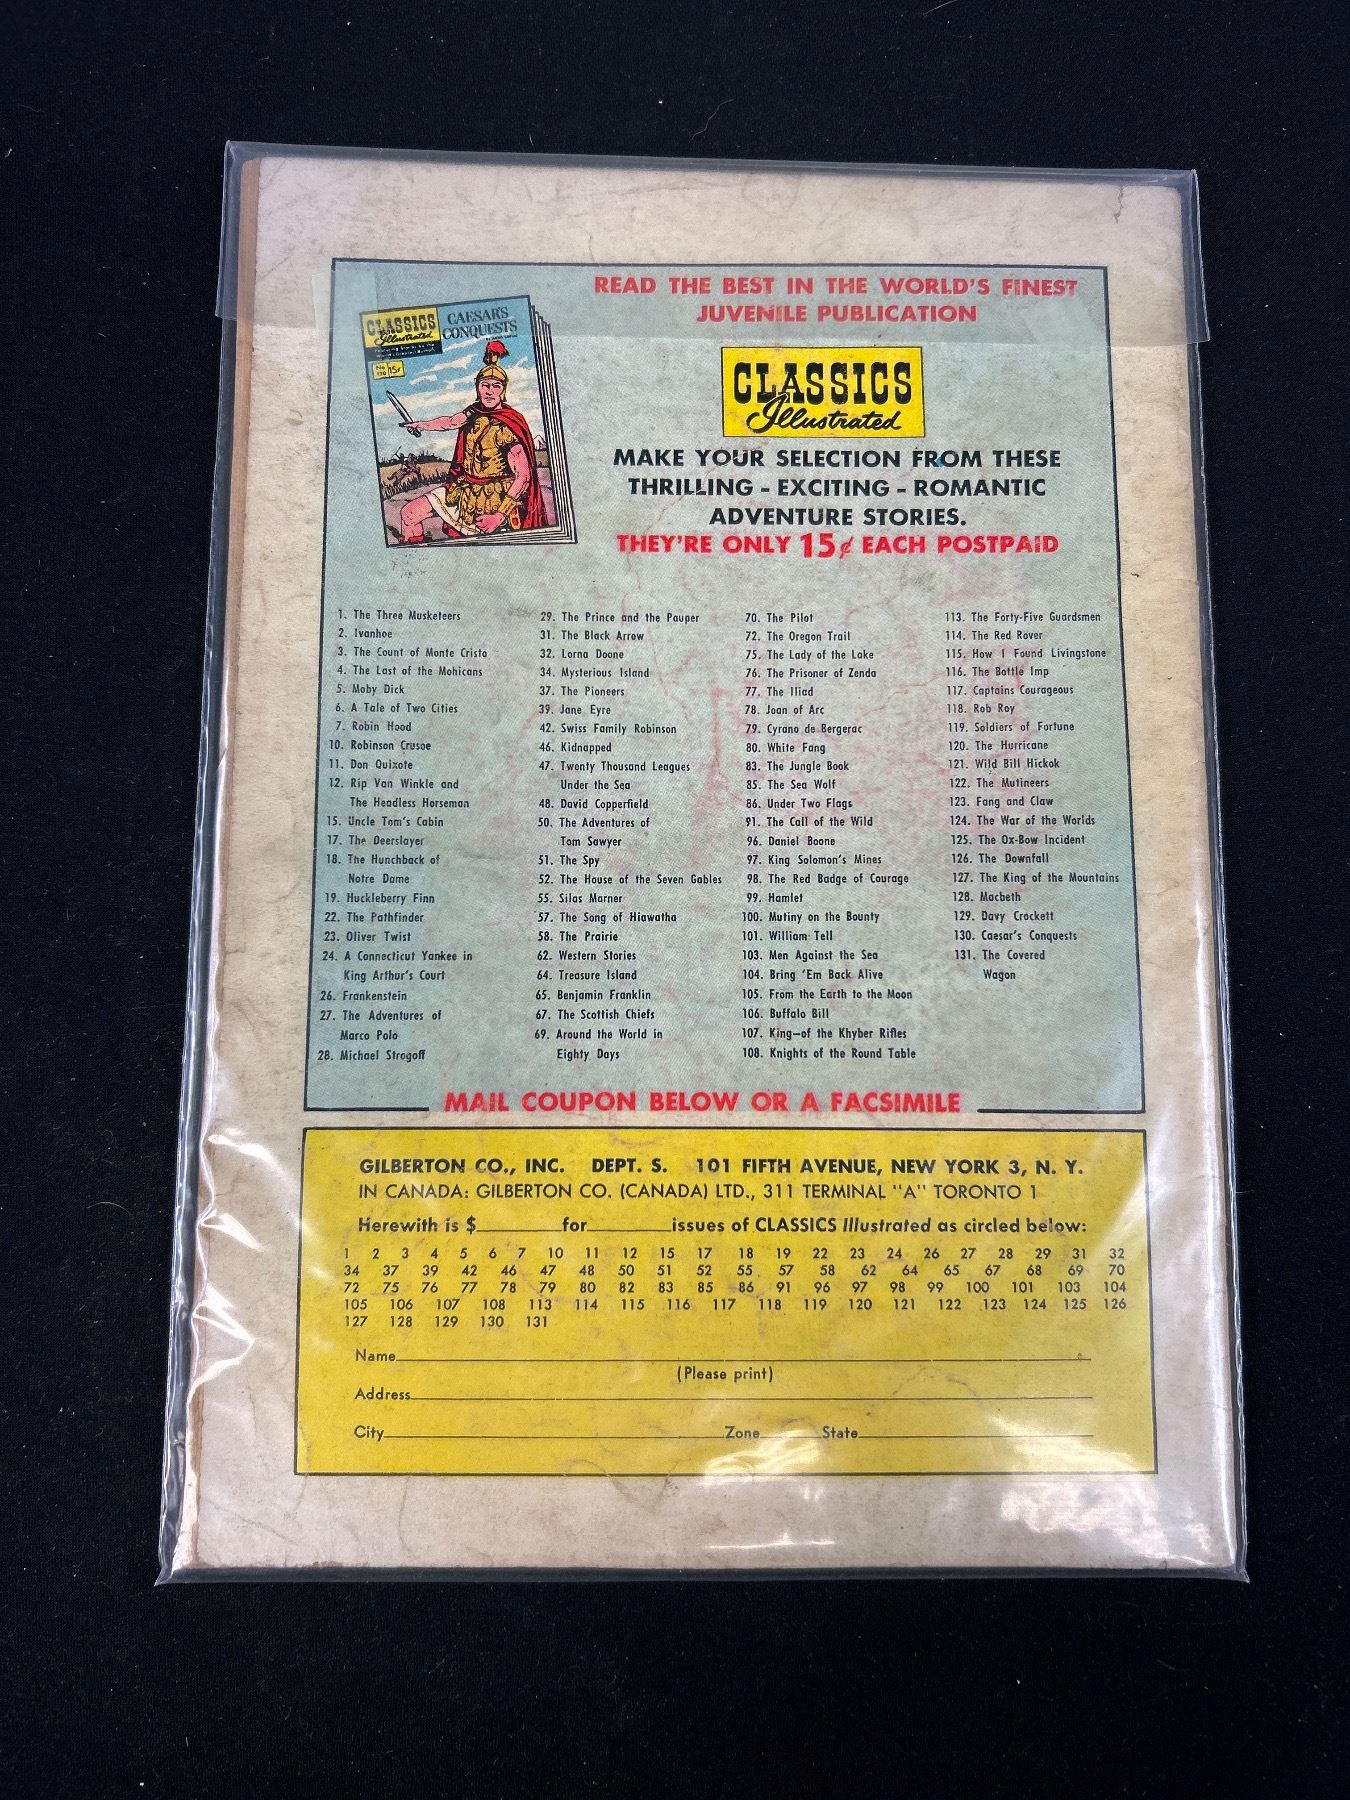 READ THE BEST IN THE WORLD'S FINEST
JUVENILE PUBLICATION
CLASSICS
Illustrated
CAESAR'S
CONQUESTS
No.
130
15¢
CLASSICS
Illustrated
MAKE YOUR SELECTION FROM THESE
THRILLING - EXCITING - ROMANTIC
ADVENTURE STORIES.
THEY'RE ONLY 15¢ EACH POSTPAID
1. The Three Musketeers
2. Ivanhoe
3. The Count of Monte Cristo
4. The Last of the Mohicans
5. Moby Dick
6. A Tale of Two Cities
7. Robin Hood
10. Robinson Crusoe
11. Don Quixote
12. Rip Van Winkle and
The Headless Horseman
15. Uncle Tom's Cabin
17. The Deerslayer
18. The Hunchback of
Notre Dame
19. Huckleberry Finn
22. The Pathfinder
23. Oliver Twist
24. A Connecticut Yankee in
King Arthur's Court
26. Frankenstein
27. The Adventures of
Marco Polo
28. Michael Strogoff
29. The Prince and the Pauper
31. The Black Arrow
32. Lorna Doone
34. Mysterious Island
37. The Pioneers
39. Jane Eyre
42. Swiss Family Robinson
46. Kidnapped
47. Twenty Thousand Leagues
Under the Sea
48. David Copperfield
50. The Adventures of
Tom Sawyer
51. The Spy
52. The House of the Seven Gables
55. Silas Marner
57. The Song of Hiawatha
58. The Prairie
62. Western Stories
64. Treasure Island
65. Benjamin Franklin
67. The Scottish Chiefs
69. Around the World in
Eighty Days
70. The Pilot
72. The Oregon Trail
75. The Lady of the Lake
76. The Prisoner of Zenda
77. The Iliad
78. Joan of Arc
79. Cyrano de Bergerac
80. White Fang
83. The Jungle Book
85. The Sea Wolf
86. Under Two Flags
91. The Call of the Wild
96. Daniel Boone
97. King Solomon's Mines
98. The Red Badge of Courage
99. Hamlet
100. Mutiny on the Bounty
101. William Tell
103. Men Against the Sea
104. Bring 'Em Back Alive
105. From the Earth to the Moon
106. Buffalo Bill
107. King—of the Khyber Rifles
108. Knights of the Round Table
113. The Forty-Five Guardsmen
114. The Red Rover
115. How I Found Livingstone
116. The Bottle Imp
117. Captains Courageous
118. Rob Roy
119. Soldiers of Fortune
120. The Hurricane
121. Wild Bill Hickok
122. The Mutineers
123. Fang and Claw
124. The War of the Worlds
125. The Ox-Bow Incident
126. The Downfall
127. The King of the Mountains
128. Macbeth
129. Davy Crockett
130. Caesar's Conquests
131. The Covered
Wagon
MAIL COUPON BELOW OR A FACSIMILE
GILBERTON CO., INC. DEPT. S. 101 FIFTH AVENUE, NEW YORK 3, N. Y.
IN CANADA: GILBERTON CO. (CANADA) LTD., 311 TERMINAL "A" TORONTO 1
Herewith is $ for issues of CLASSICS Illustrated as circled below:
1 2 3 4 5 6 7 10 11 12 15 17 18 19 22 23 24 26 27 28 29 31 32
34 37 39 42 46 47 48 50 51 52 55 57 58 62 64 65 67 68 69 70
72 75 76 77 78 79 80 82 83 85 86 91 96 97 98 99 100 101 103 104
105 106 107 108 113 114 115 116 117 118 119 120 121 122 123 124 125 126
127 128 129 130 131
Name
(Please print)
Address
City Zone State